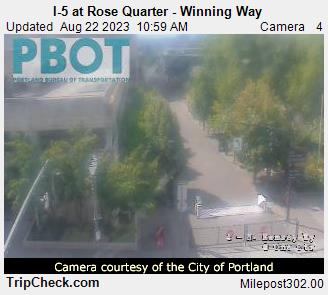 I-5 at Rose Quarter - Winning Way
Updated Aug 22 2023 10:59 AM Camera 4
PBOT
PORTLAND BUREAU OF TRANSPORTATION
Camera courtesy of the City of Portland
TripCheck.com Milepost302.00